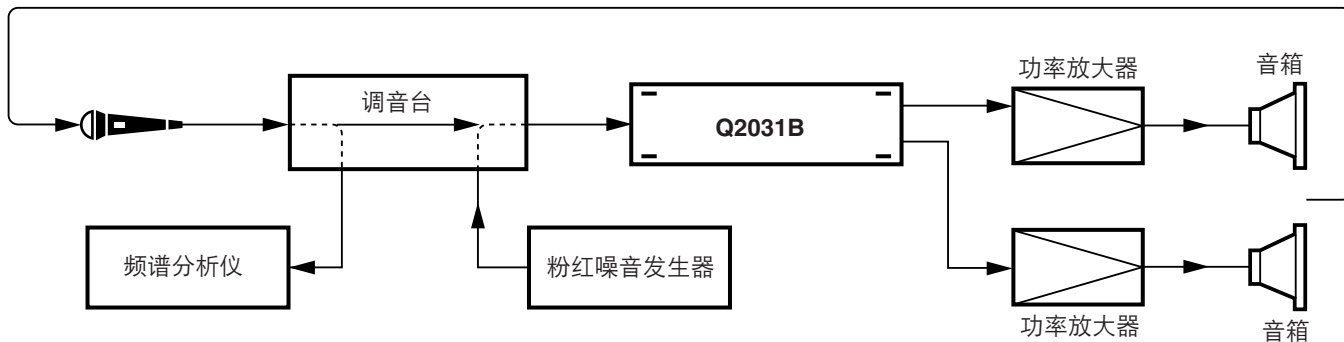 功率放大器
音箱
调音台
Q2031B
频谱分析仪
粉红噪音发生器
功率放大器
音箱